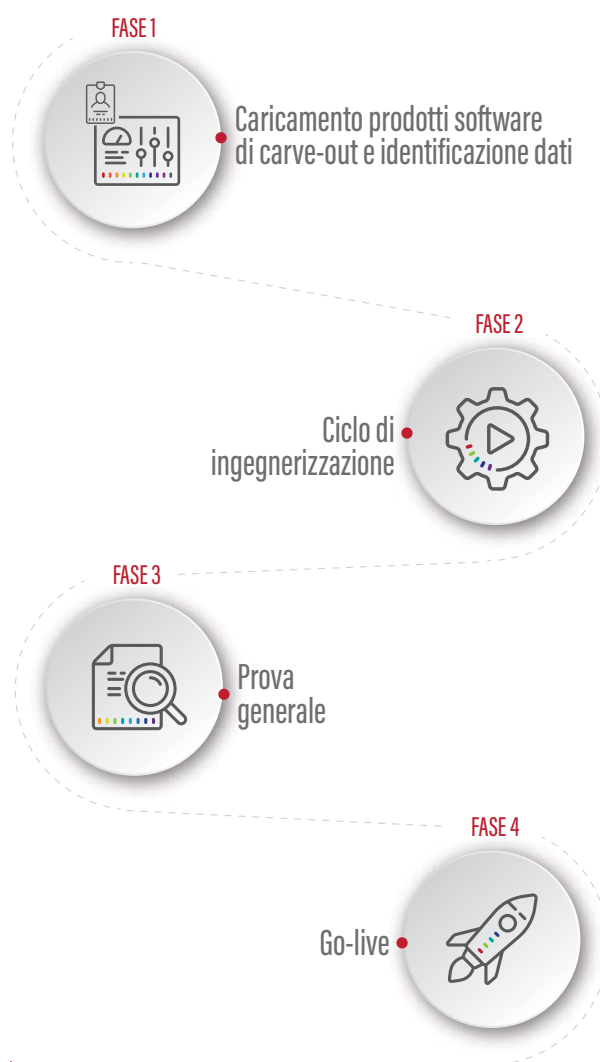 FASE 1
Caricamento prodotti software
di carve-out e identificazione dati
FASE 2
Ciclo di
ingegnerizzazione
FASE 3
Prova
generale
FASE 4
Go-live